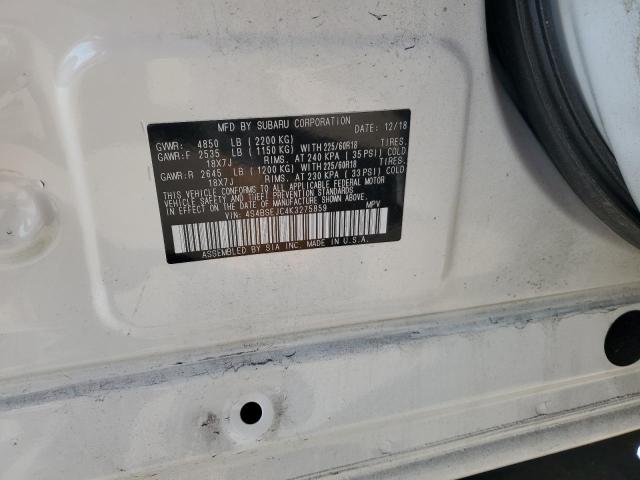 MFD BY SUBARU CORPORATION DATE: 12/18
GVWR: 4850 LB (2200 KG)
GAWR:F 2535 LB (1150 KG) WITH 225/60R18 TIRES,
18X7J RIMS, AT 240 KPA (35 PSI) COLD
GAWR:R 2645 LB (1200 KG) WITH 225/60R18 TIRES,
18X7J RIMS, AT 230 KPA (33 PSI) COLD
THIS VEHICLE CONFORMS TO ALL APPLICABLE FEDERAL MOTOR
VEHICLE SAFETY AND THEFT PREVENTION STANDARDS IN
EFFECT ON THE DATE OF MANUFACTURE SHOWN ABOVE.
VIN: 4S4BSEJC4K3275859 MPV
ASSEMBLED BY SIA INC. MADE IN U.S.A.